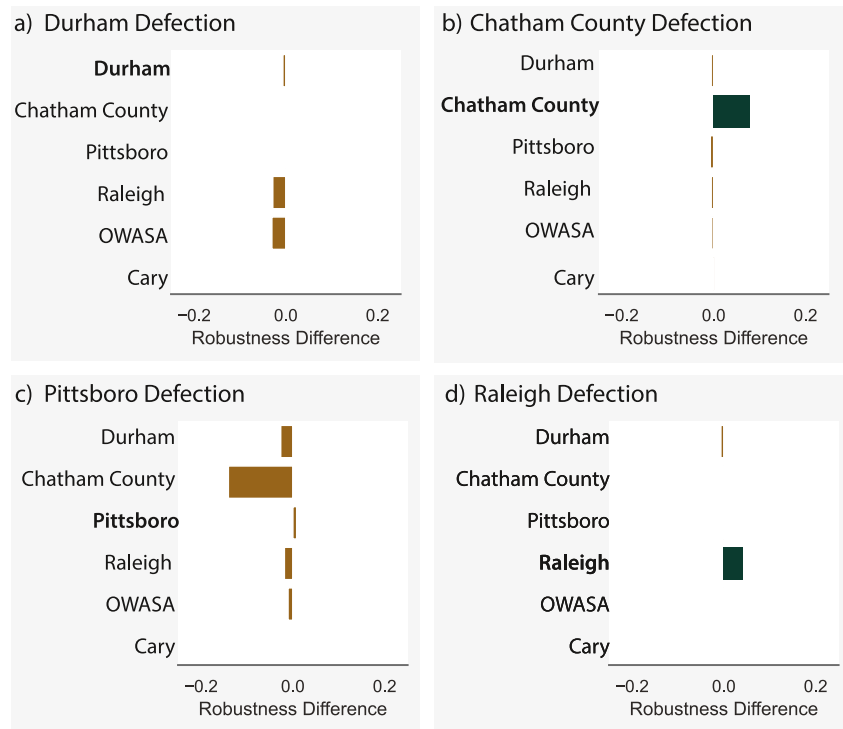 a) Durham Defection
Durham
Chatham County
Pittsboro
Raleigh
OWASA
Cary
−0.2 0.0 0.2
Robustness Difference
b) Chatham County Defection
Durham
Chatham County
Pittsboro
Raleigh
OWASA
Cary
−0.2 0.0 0.2
Robustness Difference
c) Pittsboro Defection
Durham
Chatham County
Pittsboro
Raleigh
OWASA
Cary
−0.2 0.0 0.2
Robustness Difference
d) Raleigh Defection
Durham
Chatham County
Pittsboro
Raleigh
OWASA
Cary
−0.2 0.0 0.2
Robustness Difference